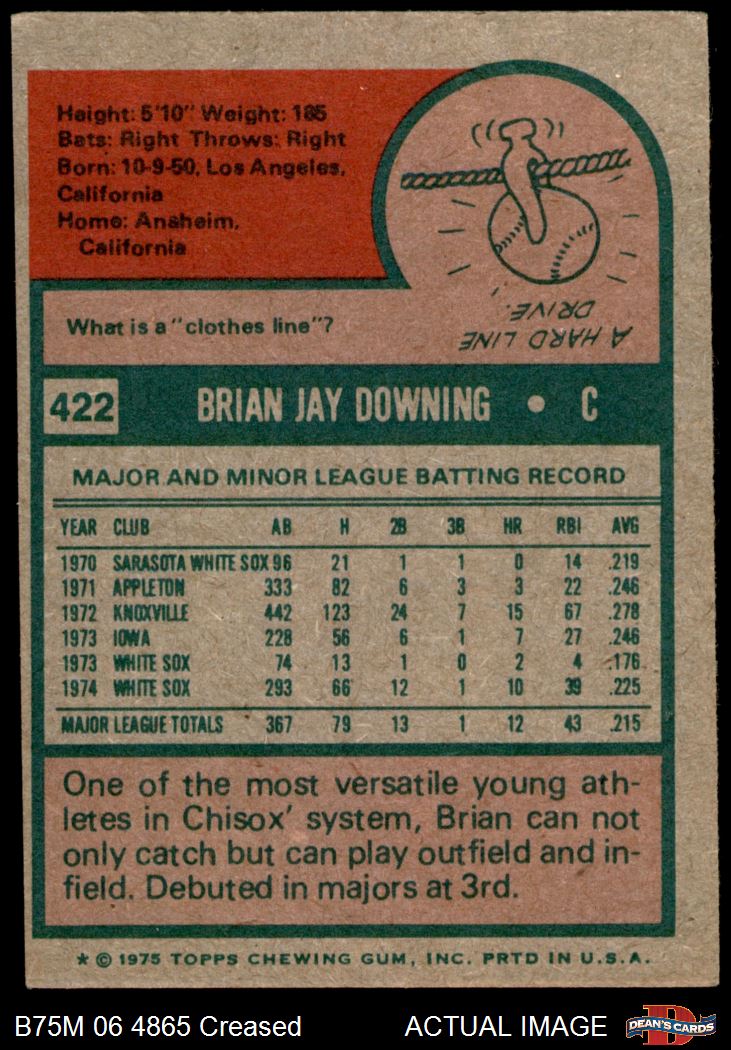 Height: 5'10" Weight: 185
Bats: Right Throws: Right
Born: 10-9-50, Los Angeles,
California
Home: Anaheim,
California
What is a "clothes line"?
A HARD LINE
DRIVE.
422 BRIAN JAY DOWNING • C
MAJOR AND MINOR LEAGUE BATTING RECORD
YEAR CLUB AB H 2B 3B HR RBI AVG
1970 SARASOTA WHITE SOX 96 21 1 1 0 14 .219
1971 APPLETON 333 82 6 3 3 22 .246
1972 KNOXVILLE 442 123 24 7 15 67 .278
1973 IOWA 228 56 6 1 7 27 .246
1973 WHITE SOX 74 13 1 0 2 4 .176
1974 WHITE SOX 293 66 12 1 10 39 .225
MAJOR LEAGUE TOTALS 367 79 13 1 12 43 .215
One of the most versatile young ath-
letes in Chisox' system, Brian can not
only catch but can play outfield and in-
field. Debuted in majors at 3rd.
* © 1975 TOPPS CHEWING GUM, INC. PRTD IN U.S.A.
B75M 06 4865 Creased ACTUAL IMAGE D DEAN'S CARDS